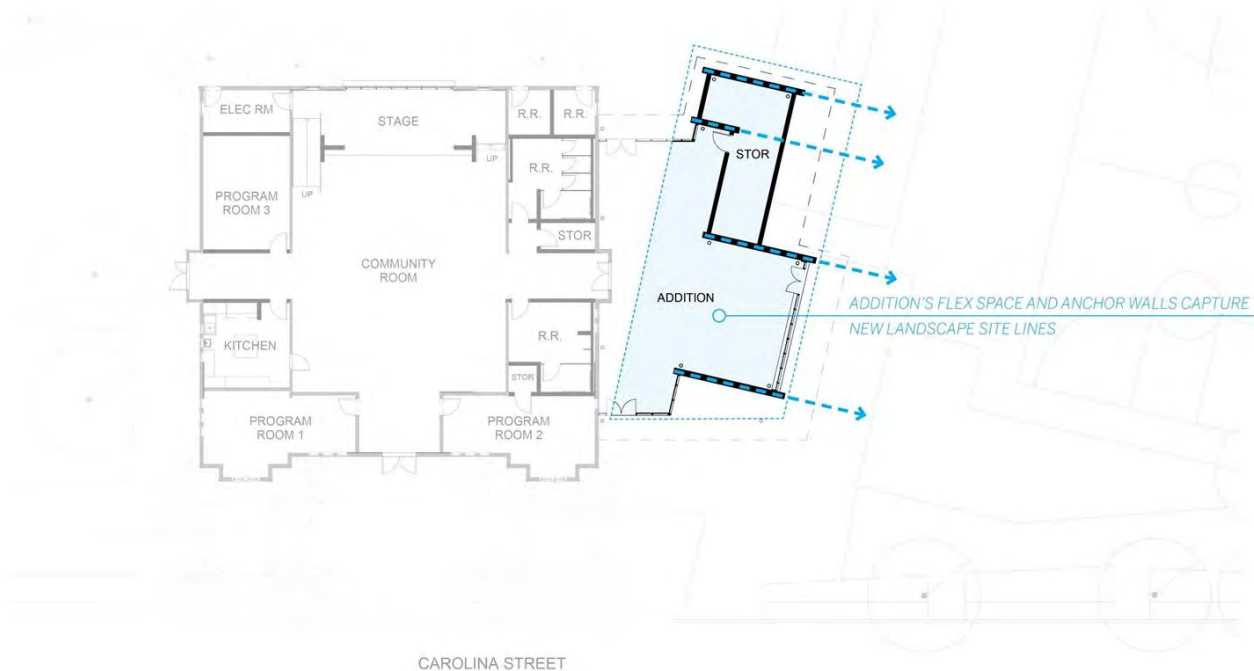 ELEC RM
STAGE
R.R.
R.R.
UP
R.R.
STOR
UP
PROGRAM
ROOM 3
STOR
COMMUNITY
ROOM
ADDITION
ADDITION'S FLEX SPACE AND ANCHOR WALLS CAPTURE
NEW LANDSCAPE SITE LINES
KITCHEN
R.R.
STOR
PROGRAM
ROOM 1
PROGRAM
ROOM 2
CAROLINA STREET